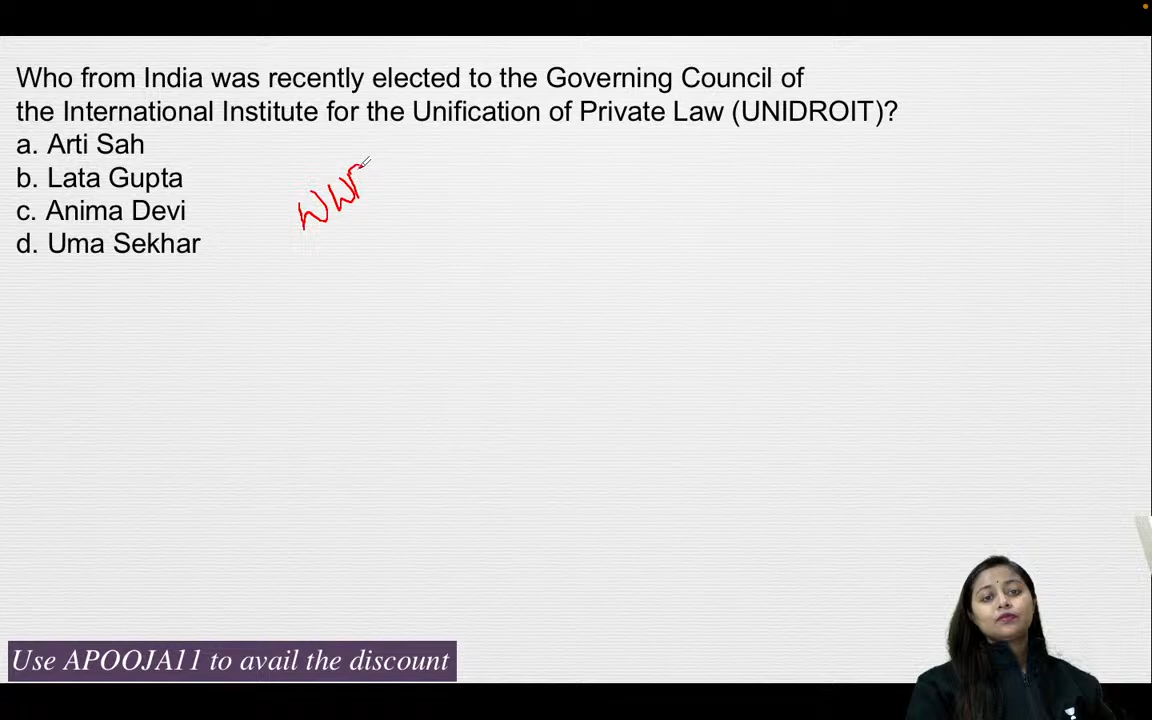 Who from India was recently elected to the Governing Council of
the International Institute for the Unification of Private Law (UNIDROIT)?
a. Arti Sah
b. Lata Gupta
c. Anima Devi
d. Uma Sekhar
Use APOOJA11 to avail the discount